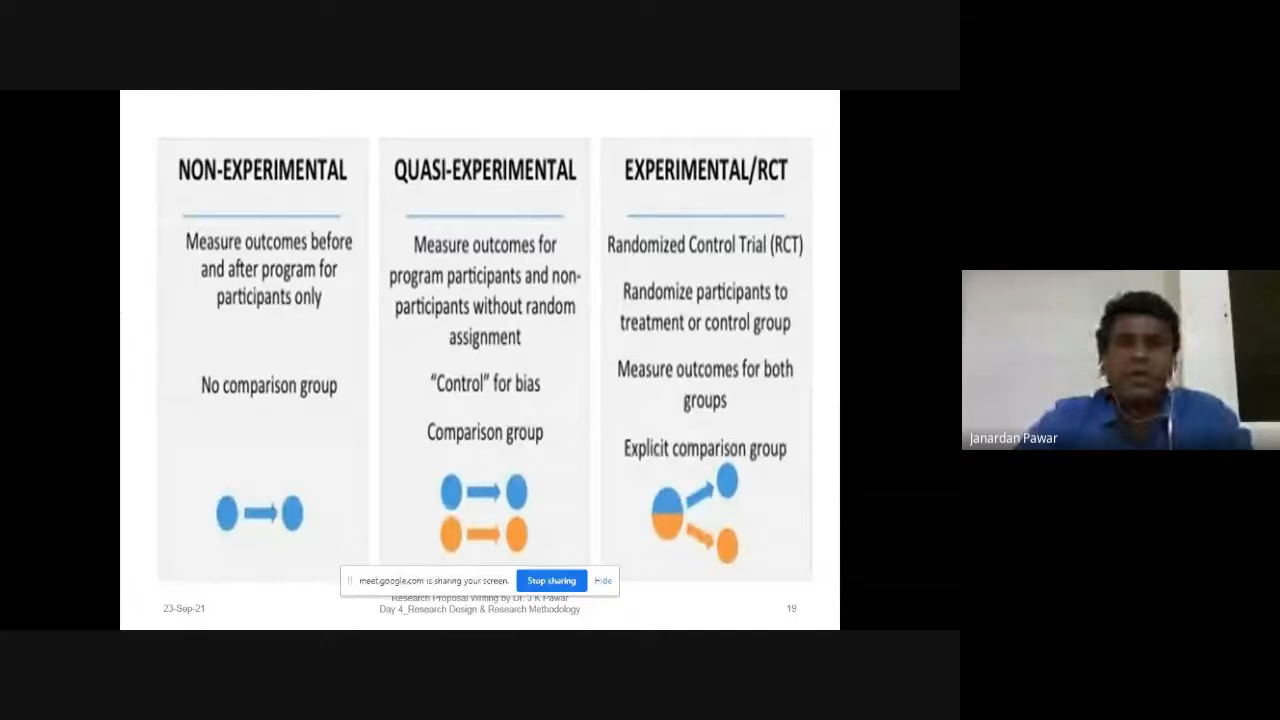 NON-EXPERIMENTAL
Measure outcomes before
and after program for
participants only
No comparison group
QUASI-EXPERIMENTAL
Measure outcomes for
program participants and non-
participants without random
assignment
“Control” for bias
Comparison group
EXPERIMENTAL/RCT
Randomized Control Trial (RCT)
Randomize participants to
treatment or control group
Measure outcomes for both
groups
Explicit comparison group
meet.google.com is sharing your screen.
Stop sharing
Hide
23-Sep-21
Research Proposal Writing by Dr. J K Pawar
Day 4_Research Design & Research Methodology
19
Janardan Pawar